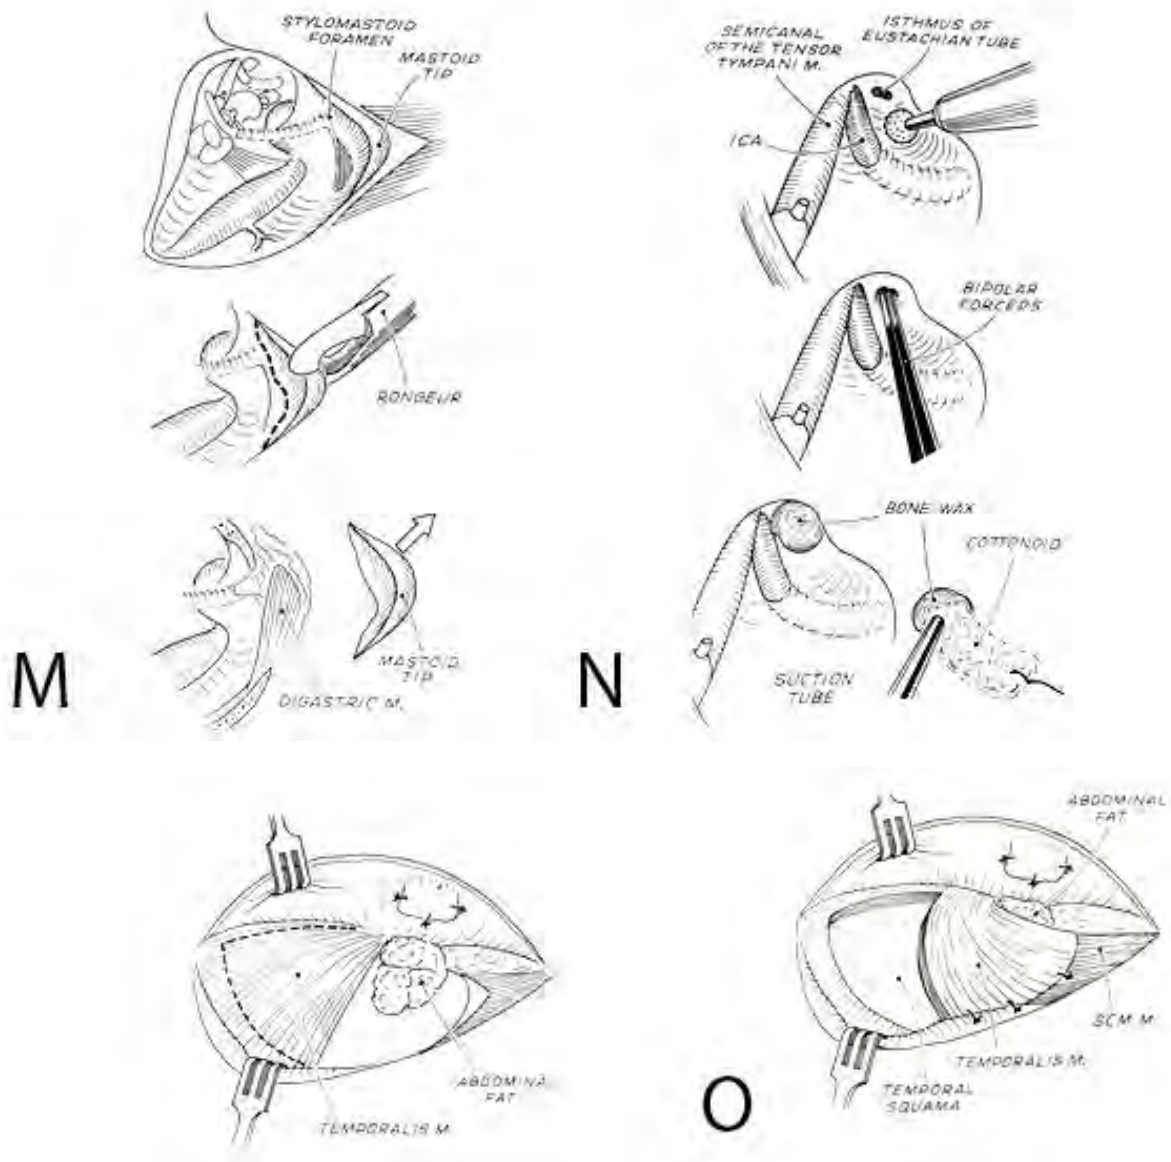 STYLOMASTOID
FORAMEN
MASTOID
TIP
RONGEUR
MASTOID
TIP
DIGASTRIC M.
M
SEMICANAL
OF THE TENSOR
TYMPANI M.
ISTHMUS OF
EUSTACHIAN TUBE
ICA
BIPOLAR
FORCEPS
BONE WAX
COTTONOID
SUCTION
TUBE
N
ABDOMINA
FAT
TEMPORALIS M.
ABDOMINAL
FAT
SCM M.
TEMPORALIS M.
TEMPORAL
SQUAMA
O